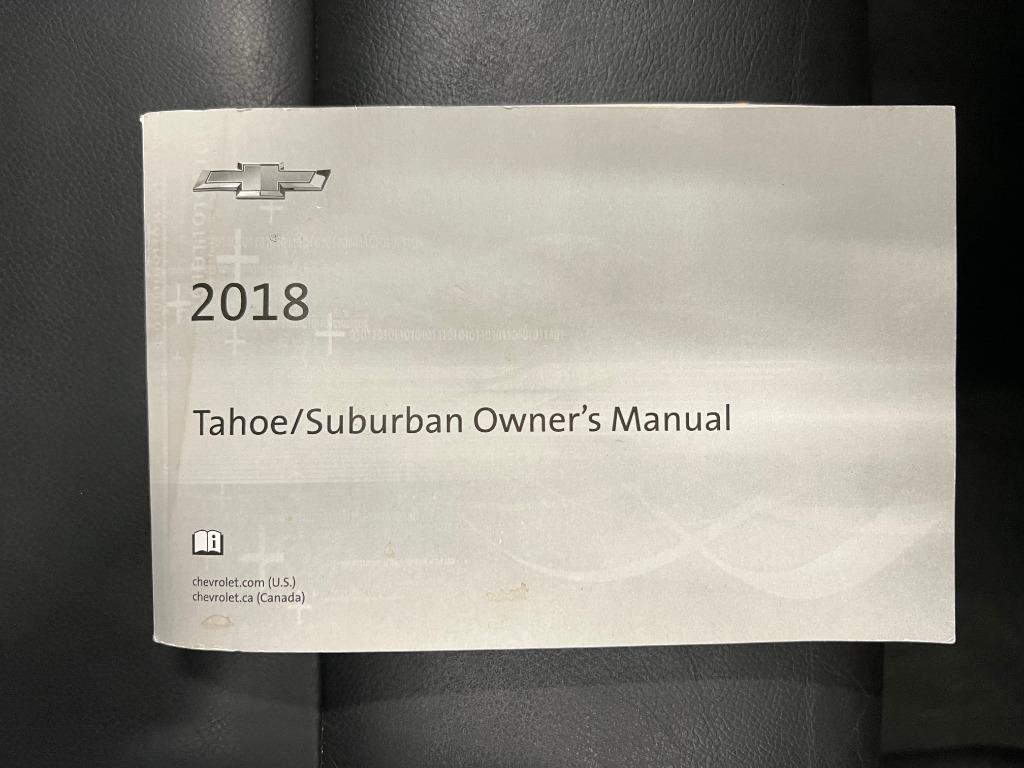 2018
Tahoe/Suburban Owner's Manual
i
chevrolet.com (U.S.)
chevrolet.ca (Canada)